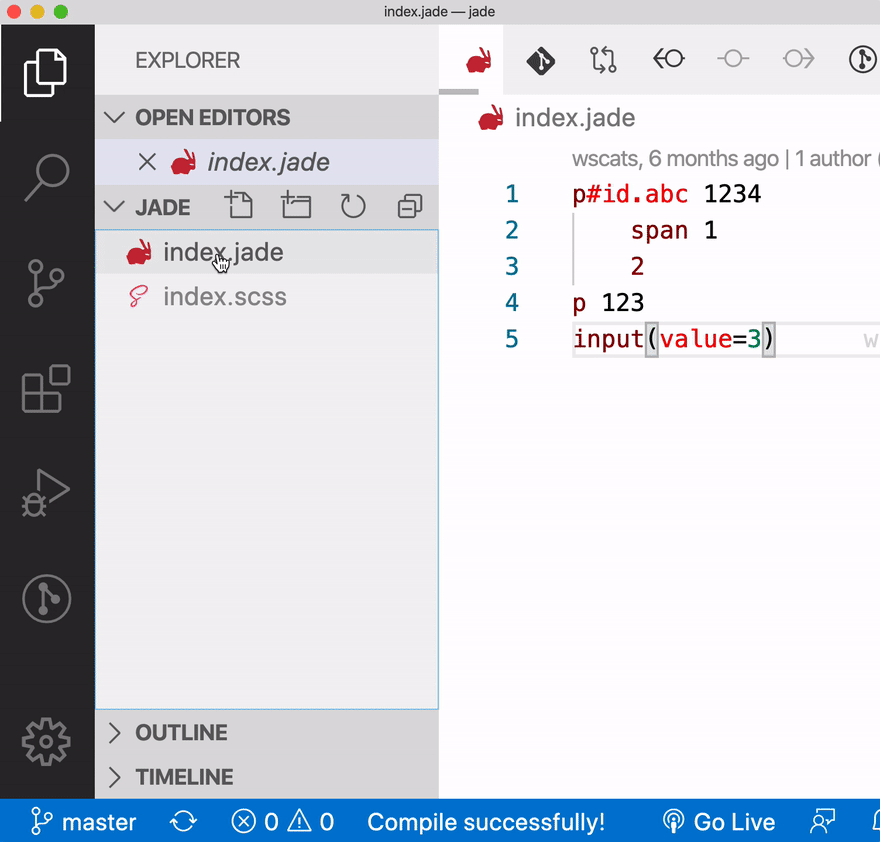 index.jade — jade
EXPLORER
OPEN EDITORS
index.jade
JADE
index.jade
index.scss
OUTLINE
TIMELINE
index.jade
wscats, 6 months ago | 1 author (
1 p#id.abc 1234
2 span 1
3 2
4 p 123
5 input(value=3) w
master 0 0 Compile successfully! Go Live